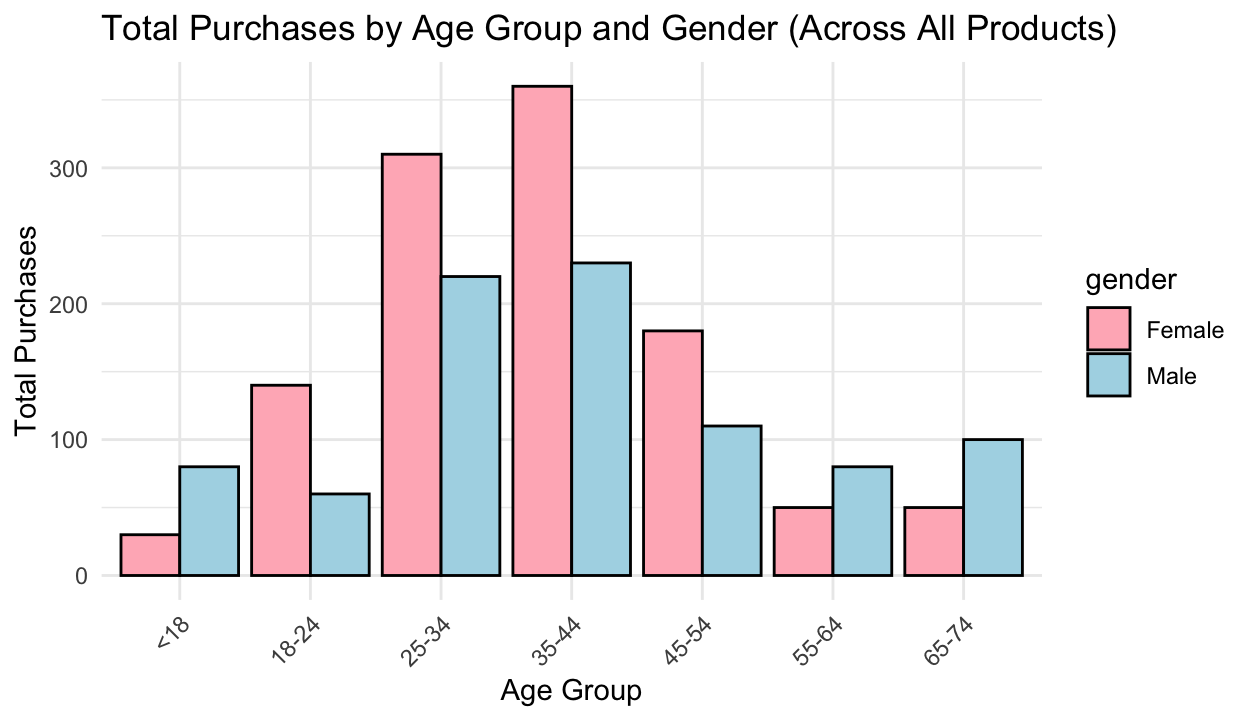 Total Purchases by Age Group and Gender (Across All Products)
300
200
100
0
Total Purchases
<18
18-24
25-34
35-44
45-54
55-64
65-74
Age Group
gender
Female
Male